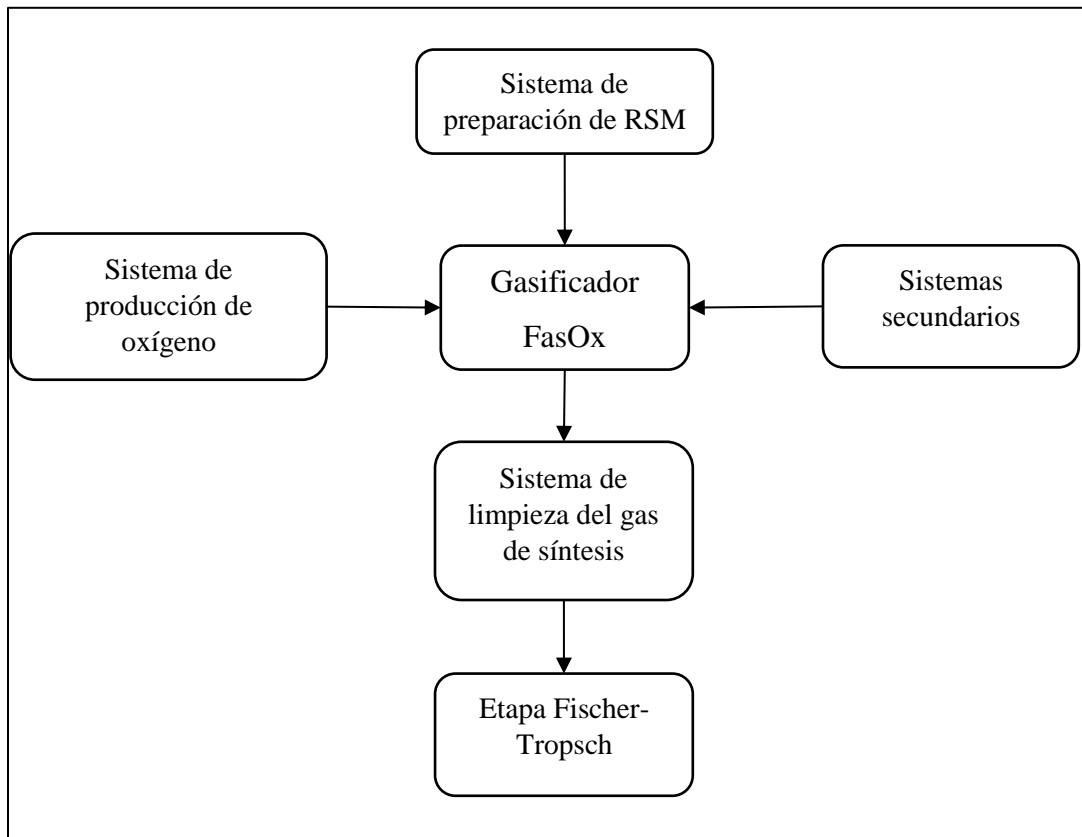 Sistema de
preparación de RSM
Sistema de
producción de
oxígeno
Gasificador
FasOx
Sistemas
secundarios
Sistema de
limpieza del gas
de síntesis
Etapa Fischer-
Tropsch